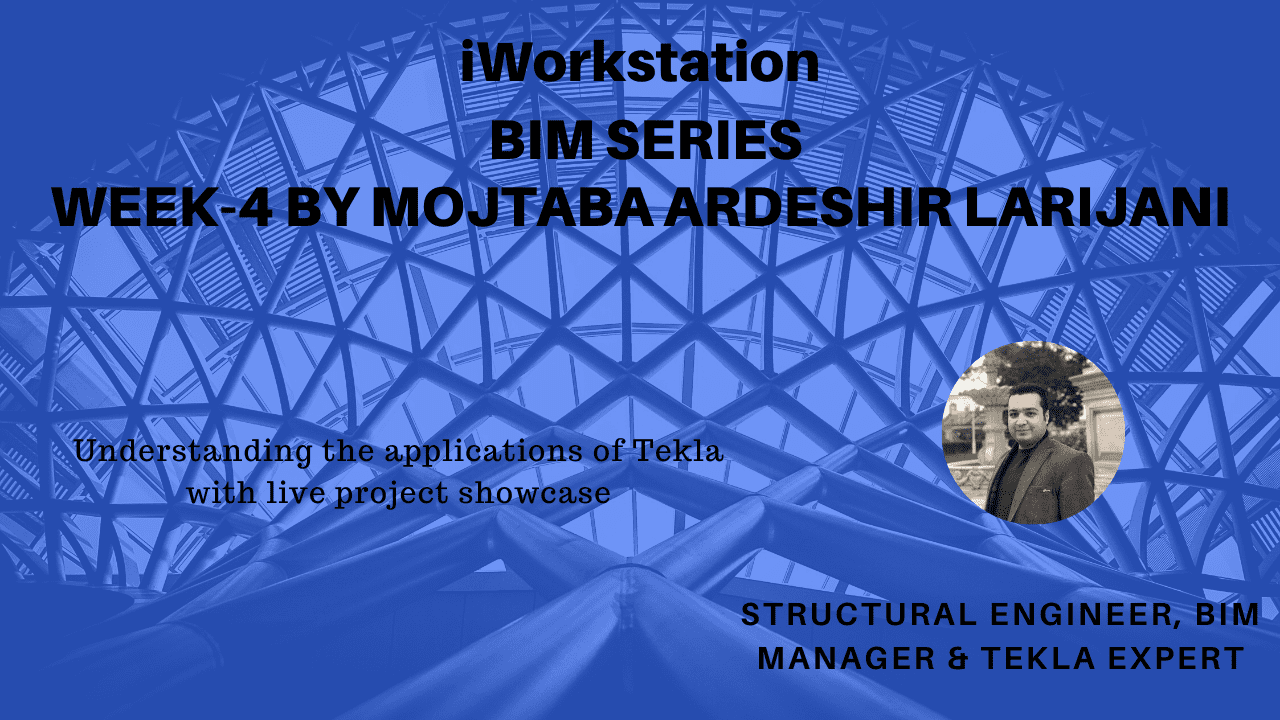 iWorkstation
BIM SERIES
WEEK-4 BY MOJTABA ARDESHIR LARIJANI
Understanding the applications of Tekla
with live project showcase
STRUCTURAL ENGINEER, BIM
MANAGER & TEKLA EXPERT